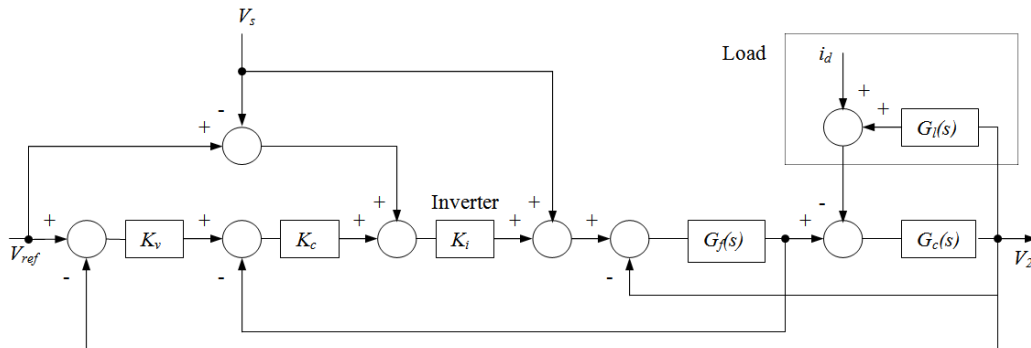 V_s
Load
i_d
-
+
+
+
G_l(s)
Inverter
+
+
-
+
+
+
+
+
+
V_ref
K_v
K_c
K_i
G_f(s)
G_c(s)
V_2
-
-
-